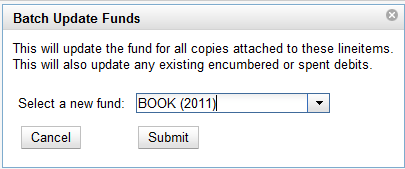 Batch Update Funds
This will update the fund for all copies attached to these lineitems.
This will also update any existing encumbered or spent debits.
Select a new fund: BOOK (2011)
Cancel Submit